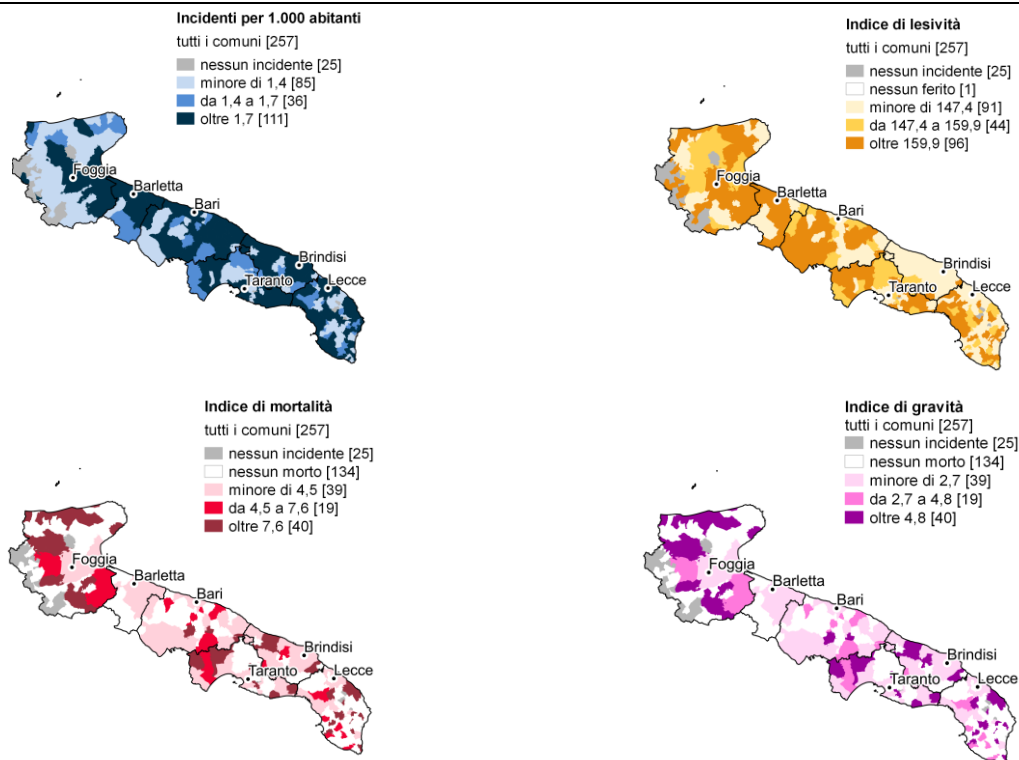 Incidenti per 1.000 abitanti
tutti i comuni [257]
nessun incidente [25]
minore di 1,4 [85]
da 1,4 a 1,7 [36]
oltre 1,7 [111]
Foggia
Barletta
Bari
Brindisi
Taranto
Lecce
Indice di lesività
tutti i comuni [257]
nessun incidente [25]
nessun ferito [1]
minore di 147,4 [91]
da 147,4 a 159,9 [44]
oltre 159,9 [96]
Foggia
Barletta
Bari
Brindisi
Taranto
Lecce
Indice di mortalità
tutti i comuni [257]
nessun incidente [25]
nessun morto [134]
minore di 4,5 [39]
da 4,5 a 7,6 [19]
oltre 7,6 [40]
Foggia
Barletta
Bari
Brindisi
Taranto
Lecce
Indice di gravità
tutti i comuni [257]
nessun incidente [25]
nessun morto [134]
minore di 2,7 [39]
da 2,7 a 4,8 [19]
oltre 4,8 [40]
Foggia
Barletta
Bari
Brindisi
Taranto
Lecce